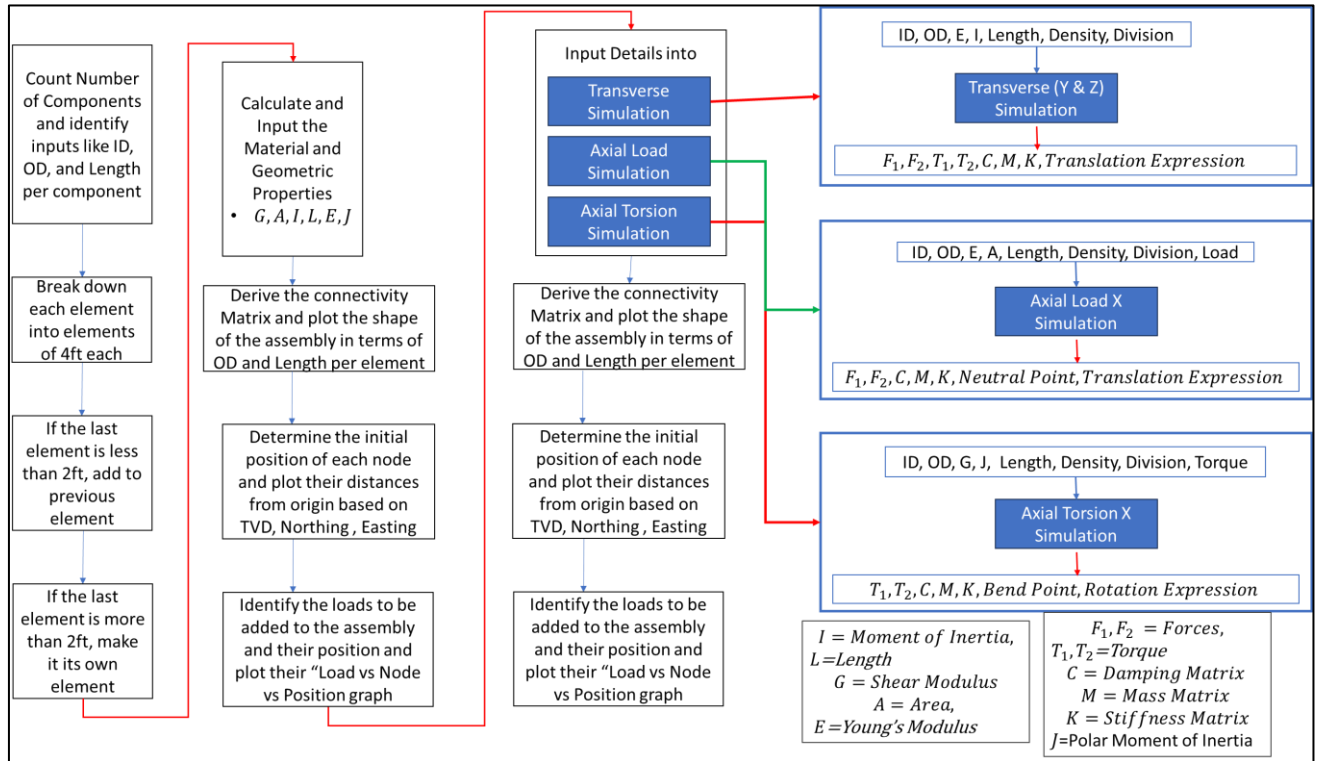 Count Number
of Components
and identify
inputs like ID,
OD, and Length
per component
Break down
each element
into elements
of 4ft each
If the last
element is less
than 2ft, add to
previous
element
If the last
element is more
than 2ft, make
it its own
element
Calculate and
Input the
Material and
Geometric
Properties
• G, A, I, L, E, J
Derive the connectivity
Matrix and plot the shape
of the assembly in terms of
OD and Length per element
Determine the initial
position of each node
and plot their distances
from origin based on
TVD, Northing , Easting
Identify the loads to be
added to the assembly
and their position and
plot their “Load vs Node
vs Position graph
Input Details into
Transverse
Simulation
Axial Load
Simulation
Axial Torsion
Simulation
Derive the connectivity
Matrix and plot the shape
of the assembly in terms of
OD and Length per element
Determine the initial
position of each node
and plot their distances
from origin based on
TVD, Northing , Easting
Identify the loads to be
added to the assembly
and their position and
plot their “Load vs Node
vs Position graph
ID, OD, E, I, Length, Density, Division
Transverse (Y & Z)
Simulation
F₁, F₂, T₁, T₂, C, M, K, Translation Expression
ID, OD, E, A, Length, Density, Division, Load
Axial Load X
Simulation
F₁, F₂, C, M, K, Neutral Point, Translation Expression
ID, OD, G, J, Length, Density, Division, Torque
Axial Torsion X
Simulation
T₁, T₂, C, M, K, Bend Point, Rotation Expression
I = Moment of Inertia,
L=Length
G = Shear Modulus
A = Area,
E = Young's Modulus
F₁, F₂ = Forces,
T₁, T₂=Torque
C = Damping Matrix
M = Mass Matrix
K = Stiffness Matrix
J=Polar Moment of Inertia